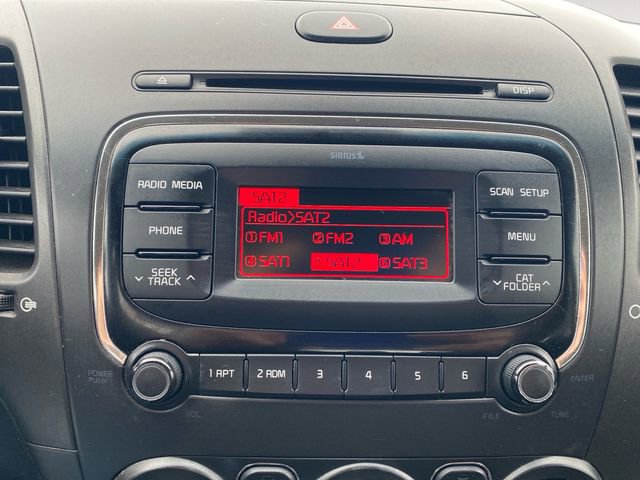 DISP
SIRIUS
RADIO MEDIA
SCAN SETUP
SAT2
Radio>SAT2
PHONE
①FM1 ②FM2 ③AM
MENU
④SAT1 ⑤SAT2 ⑥SAT3
SEEK
TRACK
CAT
FOLDER
POWER
PUSH
1 RPT 2 RDM 3 4 5 6
ENTER
VOL
FILE
TUNE